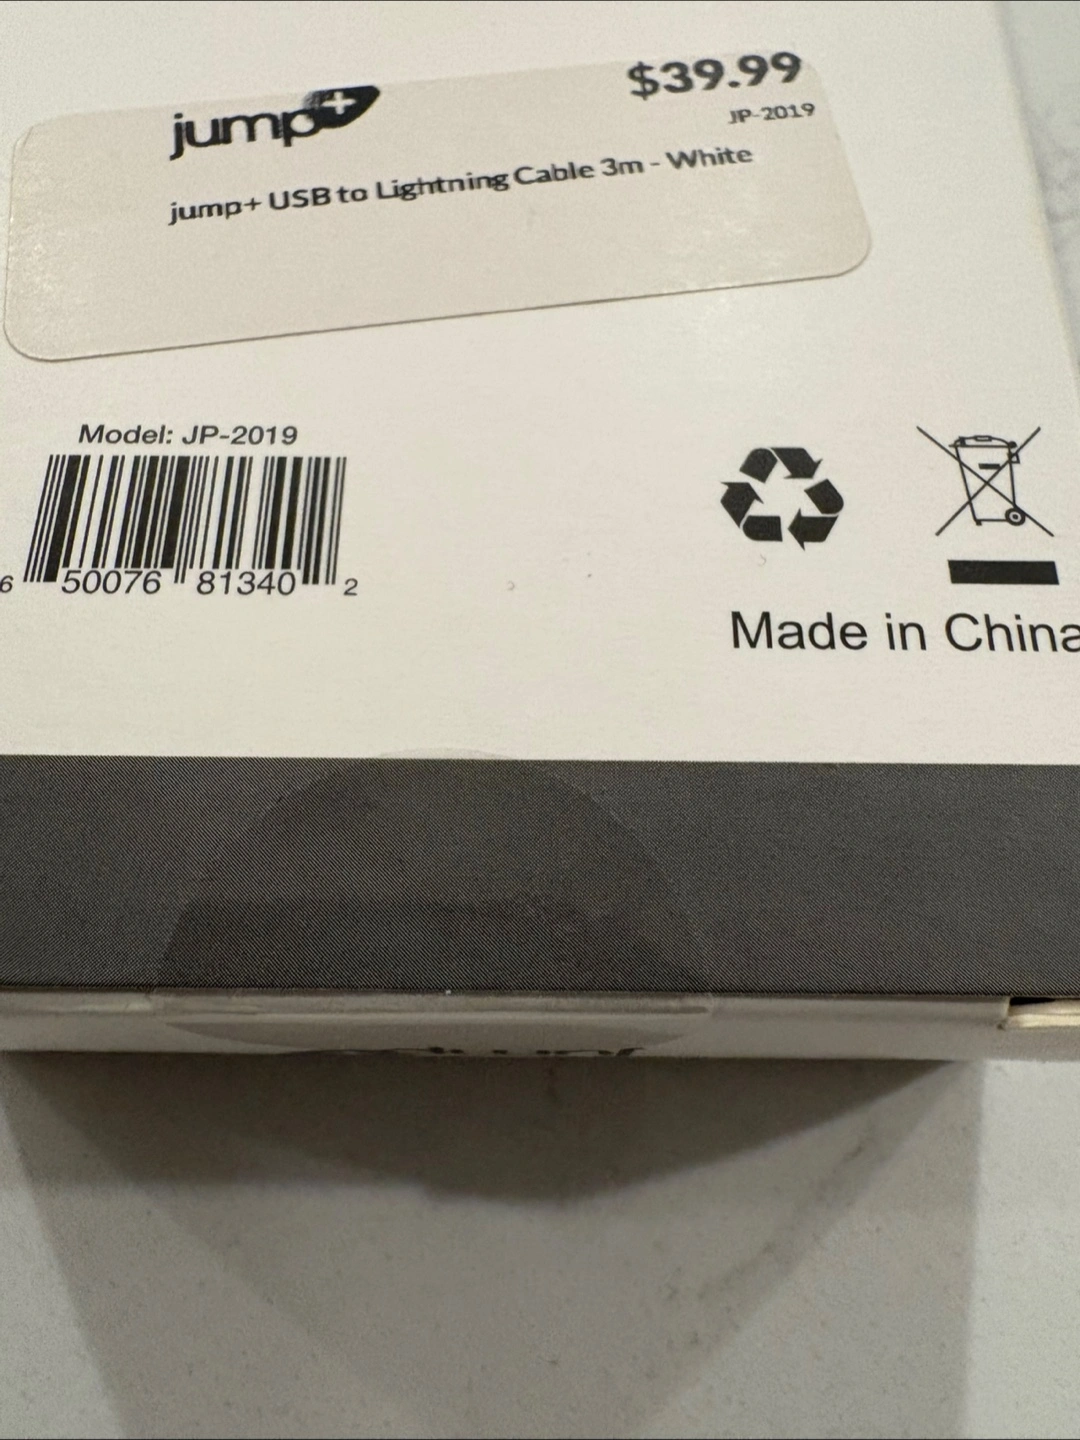 jump+
$39.99
JP-2019
jump+ USB to Lightning Cable 3m - White
Model: JP-2019
6 50076 81340 2
Made in China